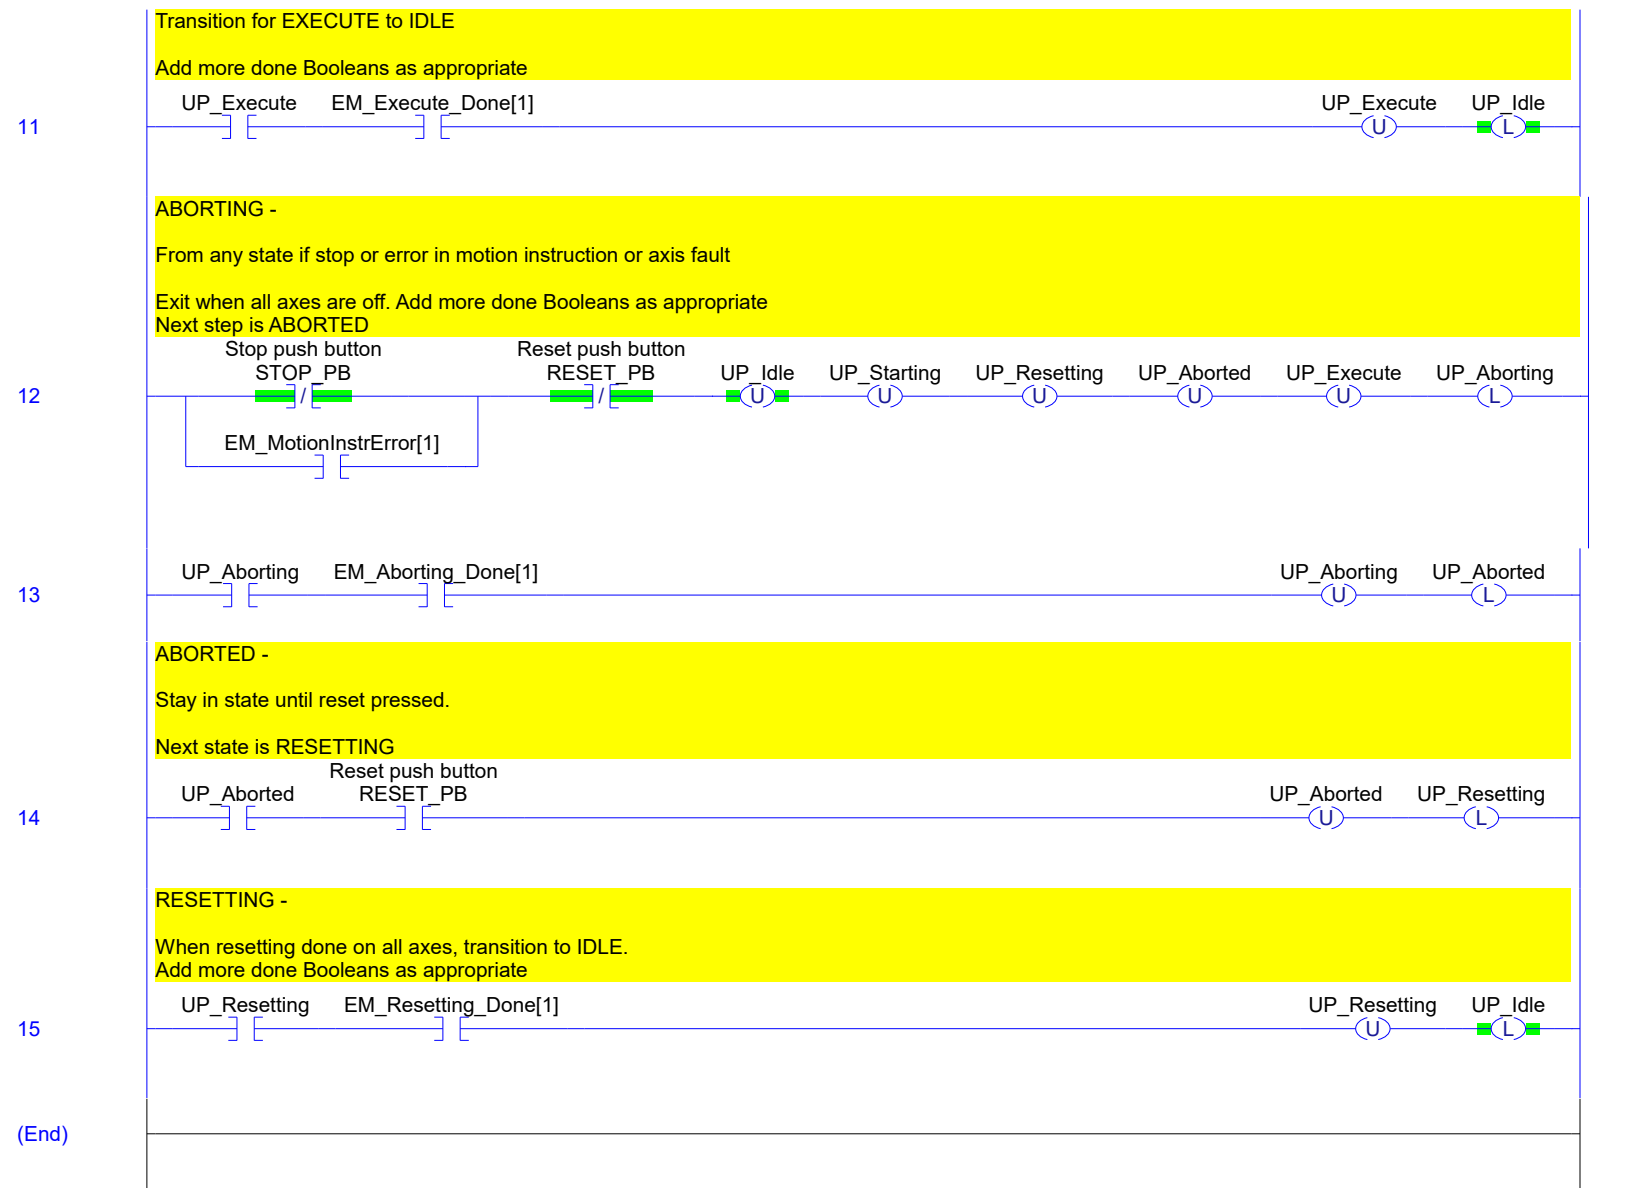 Transition for EXECUTE to IDLE
Add more done Booleans as appropriate
UP_Execute EM_Execute_Done[1] UP_Execute UP_Idle
11 U L
ABORTING -
From any state if stop or error in motion instruction or axis fault
Exit when all axes are off. Add more done Booleans as appropriate
Next step is ABORTED
Stop push button Reset push button
STOP_PB RESET_PB UP_Idle UP_Starting UP_Resetting UP_Aborted UP_Execute UP_Aborting
12 / / U U U U U L
EM_MotionInstrError[1]
UP_Aborting EM_Aborting_Done[1] UP_Aborting UP_Aborted
13 U L
ABORTED -
Stay in state until reset pressed.
Next state is RESETTING
Reset push button
UP_Aborted RESET_PB UP_Aborted UP_Resetting
14 U L
RESETTING -
When resetting done on all axes, transition to IDLE.
Add more done Booleans as appropriate
UP_Resetting EM_Resetting_Done[1] UP_Resetting UP_Idle
15 U L
(End)